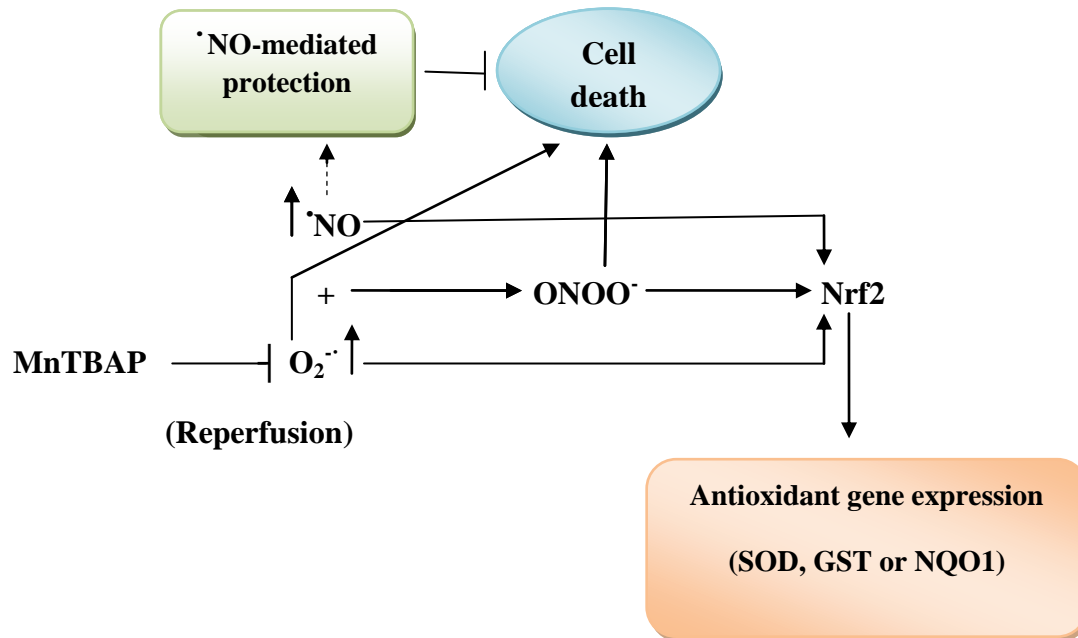 ·NO-mediated
protection
Cell
death
·NO
+
ONOO⁻
Nrf2
MnTBAP
O₂⁻·
(Reperfusion)
Antioxidant gene expression
(SOD, GST or NQO1)